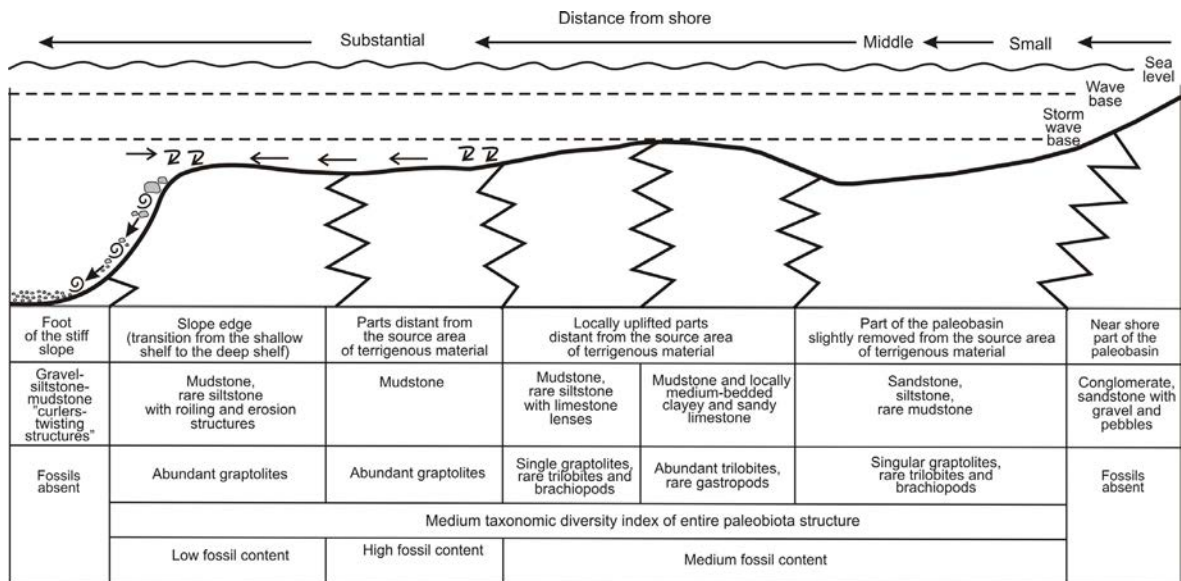 Distance from shore
Substantial
Middle
Small
Sea
level
Wave
base
Storm
wave
base
Foot
of the stiff
slope
Slope edge
(transition from the shallow
shelf to the deep shelf)
Parts distant from
the source area
of terrigenous material
Locally uplifted parts
distant from the source area
of terrigenous material
Part of the paleobasin
slightly removed from the source area
of terrigenous material
Near shore
part of the
paleobasin
Gravel-
siltstone-
mudstone
"curlers-
twisting
structures"
Mudstone,
rare siltstone
with roiling and erosion
structures
Mudstone
Mudstone,
rare siltstone
with limestone
lenses
Mudstone and locally
medium-bedded
clayey and sandy
limestone
Sandstone,
siltstone,
rare mudstone
Conglomerate,
sandstone with
gravel and
pebbles
Fossils
absent
Abundant graptolites
Abundant graptolites
Single graptolites,
rare trilobites and
brachiopods
Abundant trilobites,
rare gastropods
Singular graptolites,
rare trilobites and
brachiopods
Fossils
absent
Medium taxonomic diversity index of entire paleobiota structure
Low fossil content
High fossil content
Medium fossil content